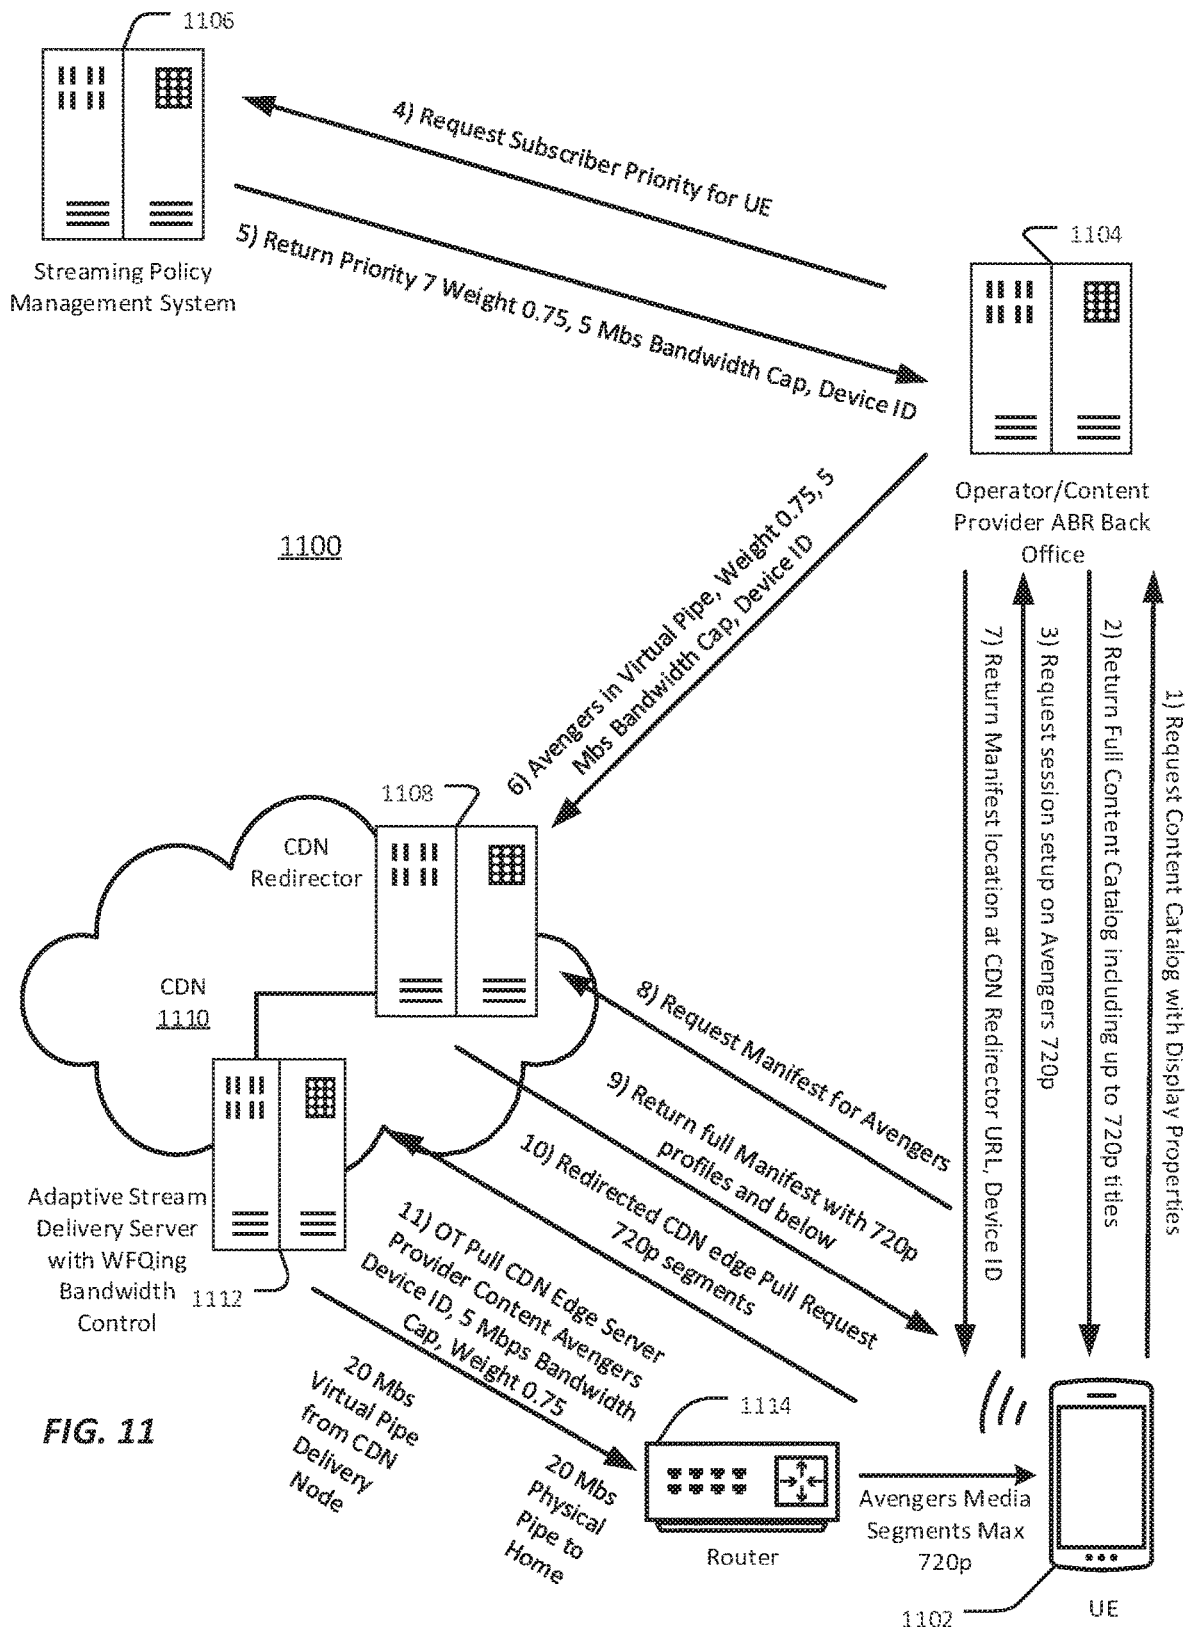 1106
4) Request Subscriber Priority for UE
5) Return Priority 7 Weight 0.75, 5 Mbs Bandwidth Cap, Device ID
Streaming Policy
Management System
1104
Operator/Content
Provider ABR Back
Office
1100
6) Avengers in Virtual Pipe, Weight 0.75, 5
Mbs Bandwidth Cap, Device ID
7) Return Manifest location at CDN Redirector URL, Device ID
3) Request session setup on Avengers 720p
2) Return Full Content Catalog including up to 720p titles
1) Request Content Catalog with Display Properties
1108
CDN
Redirector
CDN
1110
8) Request Manifest for Avengers
9) Return full Manifest with 720p
profiles and below
10) Redirected CDN edge Pull Request
720p segments
11) OT Pull CDN Edge Server
Provider Content Avengers
Device ID, 5 Mbps Bandwidth
Cap, Weight 0.75
Adaptive Stream
Delivery Server
with WFQing
Bandwidth
Control
1112
20 Mbs
Virtual Pipe
from CDN
Delivery
Node
FIG. 11
20 Mbs
Physical
Pipe to
Home
1114
Router
Avengers Media
Segments Max
720p
1102
UE